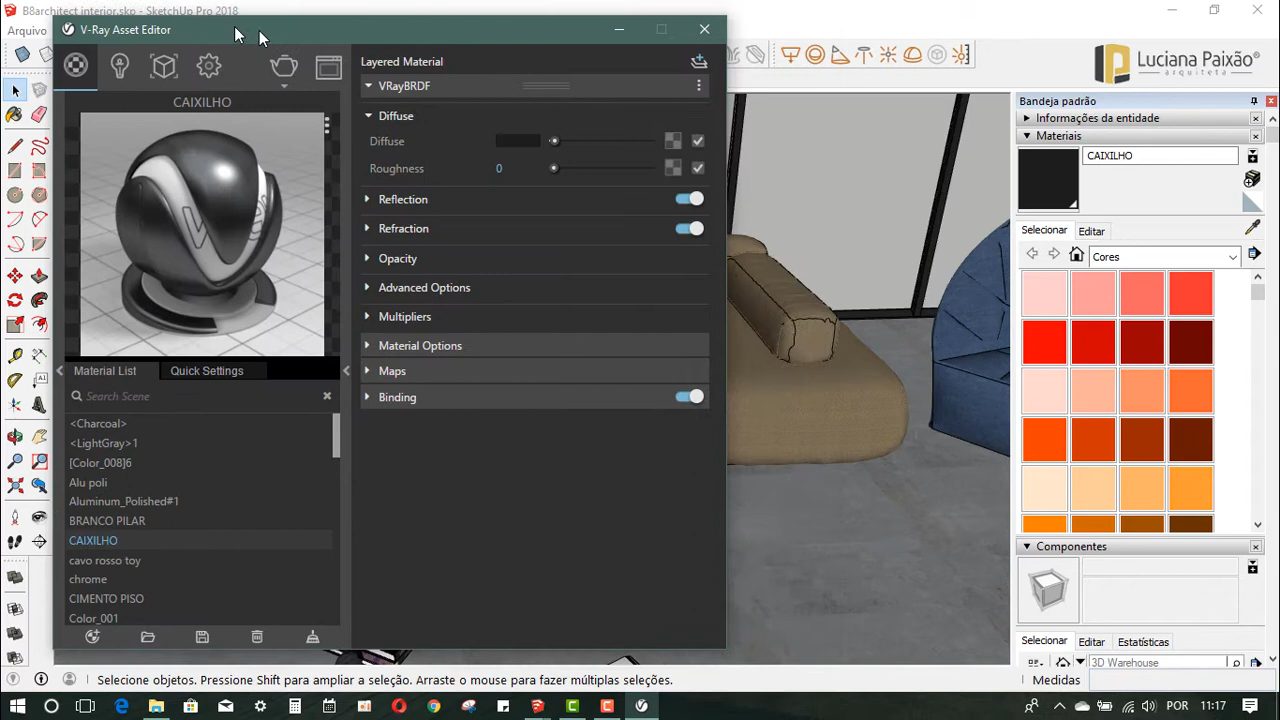 B8architect interior.skp - SketchUp Pro 2018
Arquivo
V-Ray Asset Editor
CAIXILHO
Material List
Quick Settings
Search Scene
<Charcoal>
<LightGray>1
[Color_008]6
Alu poli
Aluminum_Polished#1
BRANCO PILAR
CAIXILHO
cavo rosso toy
chrome
CIMENTO PISO
Color_001
Layered Material
VRayBRDF
Diffuse
Diffuse
Roughness
0
Reflection
Refraction
Opacity
Advanced Options
Multipliers
Material Options
Maps
Binding
Luciana Paixão
arquiteta
Bandeja padrão
Informações da entidade
Materiais
CAIXILHO
Selecionar
Editar
Cores
Componentes
Selecionar
Editar
Estatísticas
3D Warehouse
Selecione objetos. Pressione Shift para ampliar a seleção. Arraste o mouse para fazer múltiplas seleções.
Medidas
POR
11:17